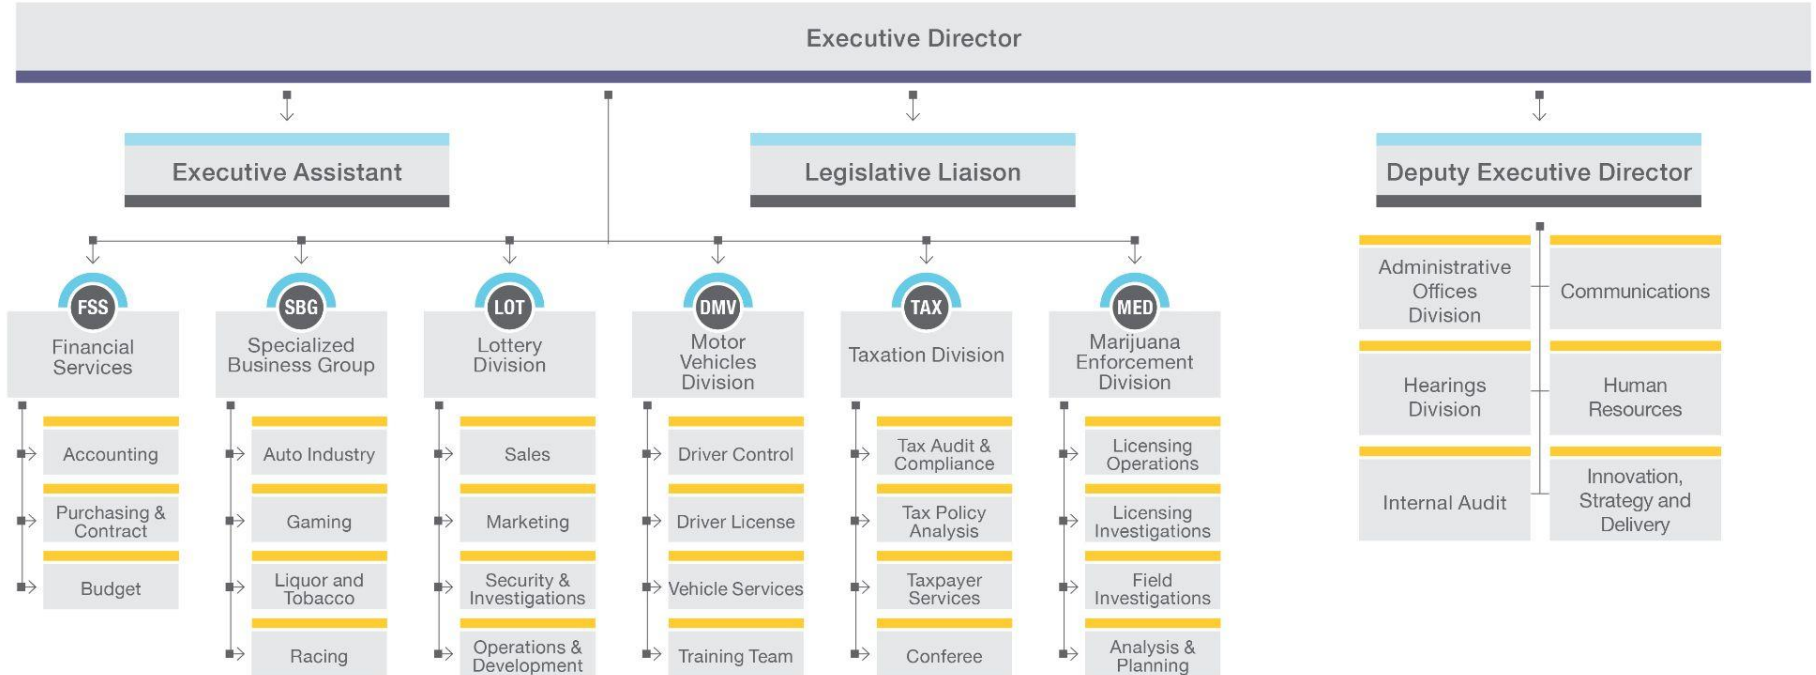 Executive Director
Executive Assistant
Legislative Liaison
Deputy Executive Director
FSS
Financial
Services
Accounting
Purchasing &
Contract
Budget
SBG
Specialized
Business Group
Auto Industry
Gaming
Liquor and
Tobacco
Racing
LOT
Lottery
Division
Sales
Marketing
Security &
Investigations
Operations &
Development
DMV
Motor
Vehicles
Division
Driver Control
Driver License
Vehicle Services
Training Team
TAX
Taxation Division
Tax Audit &
Compliance
Tax Policy
Analysis
Taxpayer
Services
Conferee
MED
Marijuana
Enforcement
Division
Licensing
Operations
Licensing
Investigations
Field
Investigations
Analysis &
Planning
Administrative
Offices
Division
Communications
Hearings
Division
Human
Resources
Internal Audit
Innovation,
Strategy and
Delivery